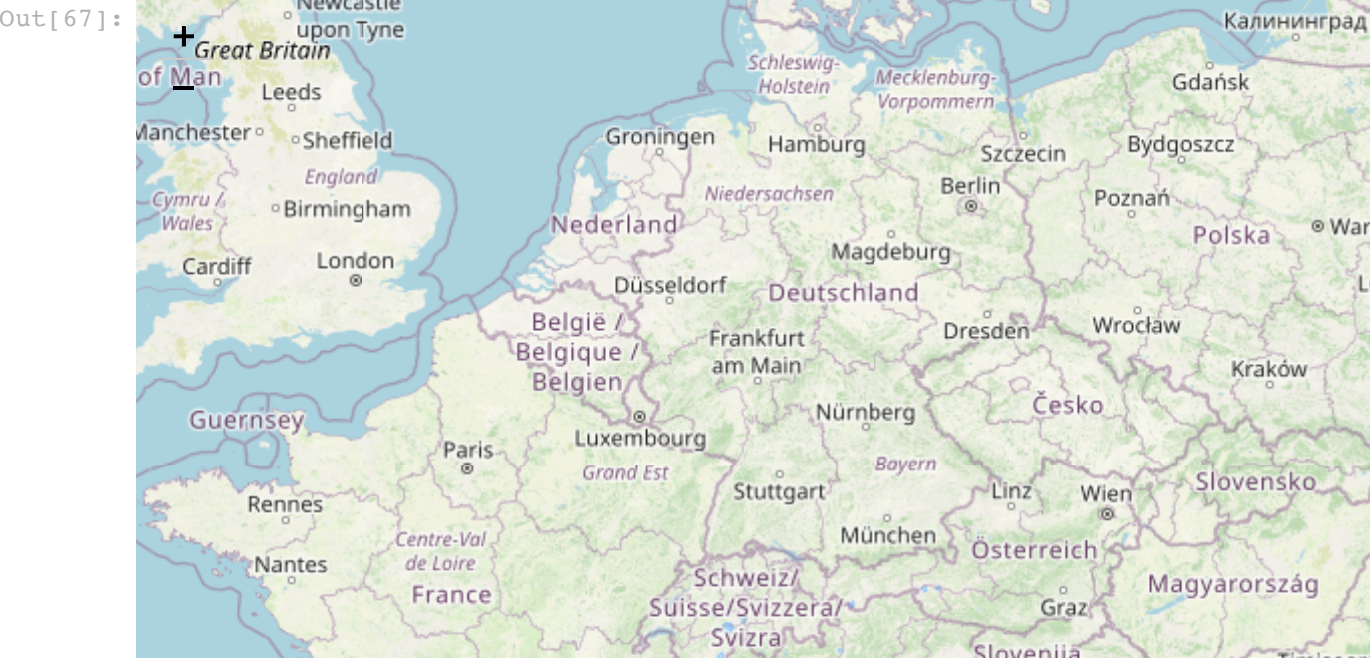 Out[67]:
Newcastle
upon Tyne
+
Great Britain
of Man
−
Leeds
Manchester
Sheffield
England
Cymru /
Wales
Birmingham
Cardiff
London
Guernsey
Schleswig-
Holstein
Mecklenburg-
Vorpommern
Калининград
Gdańsk
Groningen
Hamburg
Szczecin
Bydgoszcz
Niedersachsen
Berlin
Poznań
Nederland
Magdeburg
Polska
Düsseldorf
Deutschland
België /
Belgique /
Belgien
Frankfurt
am Main
Dresden
Wrocław
Kraków
Česko
Nürnberg
Luxembourg
Paris
Grand Est
Bayern
Stuttgart
Linz
Wien
Slovensko
Rennes
München
Österreich
Centre-Val
de Loire
Nantes
France
Schweiz/
Suisse/Svizzera/
Svizra
Graz
Magyarország
Slovenija